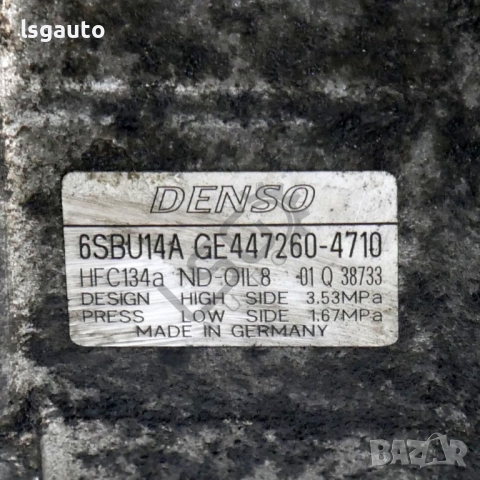 lsgauto
DENSO
6SBU14A GE447260-4710
HFC134a ND-OIL8 -01 Q 38733
DESIGN HIGH SIDE 3.53MPa
PRESS LOW SIDE 1.67MPa
MADE IN GERMANY
BAZAR